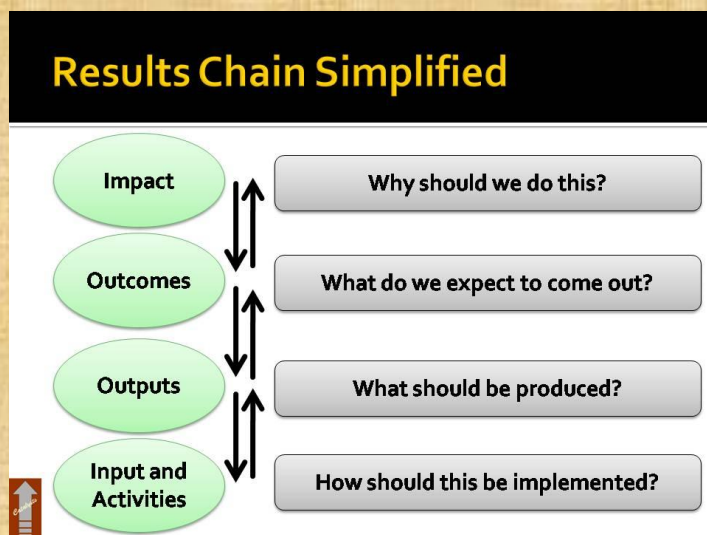 Results Chain Simplified
Impact
Why should we do this?
Outcomes
What do we expect to come out?
Outputs
What should be produced?
Input and
Activities
How should this be implemented?